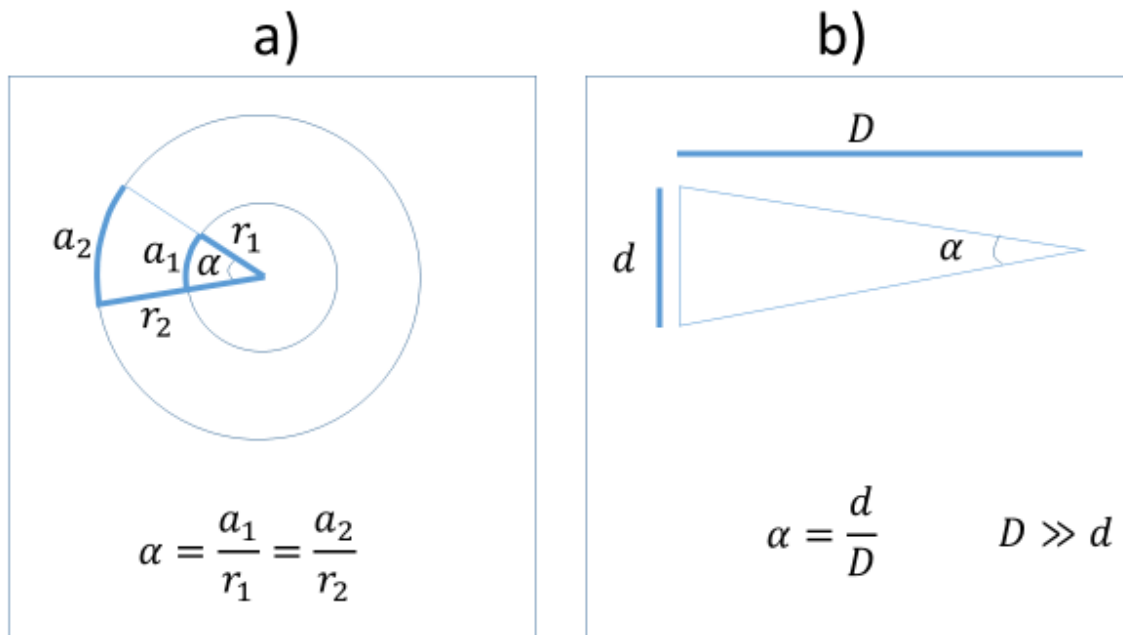 a)
a₂
a₁
r₁
α
r₂
α = a₁/r₁ = a₂/r₂
b)
D
d
α
α = d/D    D ≫ d